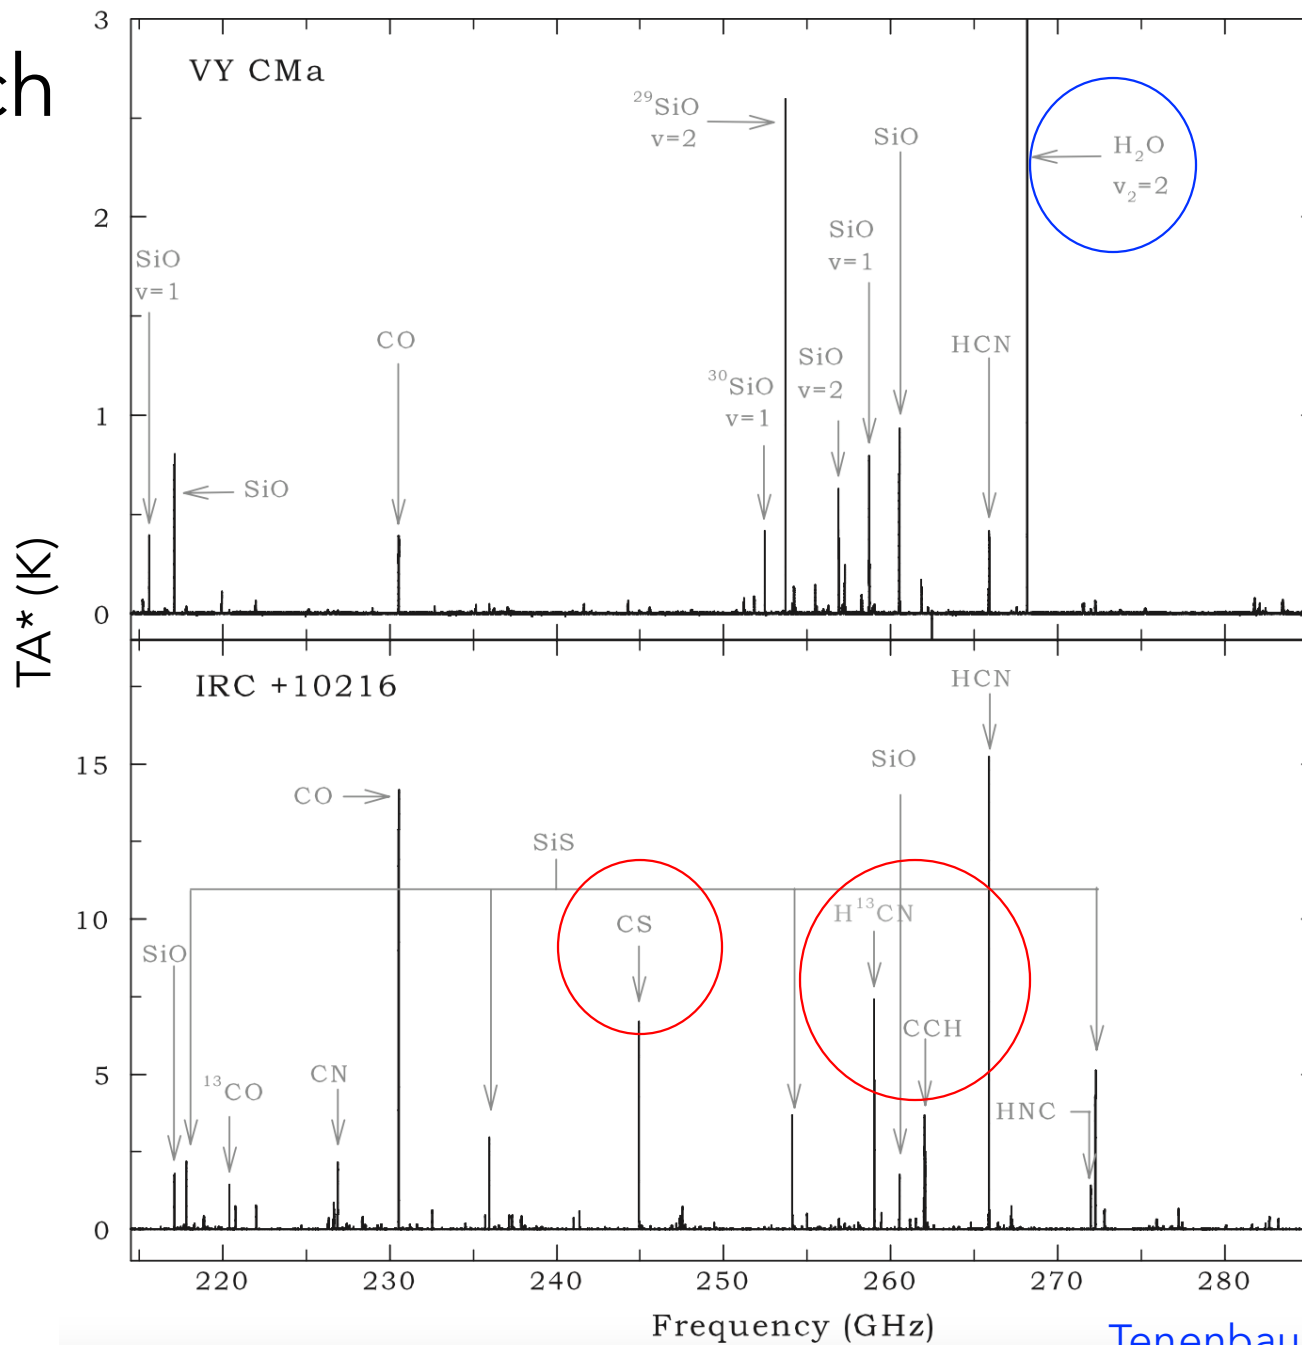 ch
3
VY CMa
²⁹SiO
v=2
SiO
H₂O
v₂=2
2
SiO
v=1
SiO
v=1
CO
HCN
SiO
v=2
³⁰SiO
v=1
1
SiO
0
TA* (K)
IRC +10216
HCN
15
SiO
CO
SiS
10
CS
H¹³CN
SiO
CCH
5
CN
¹³CO
HNC
0
220 230 240 250 260 270 280
Frequency (GHz)
Tenenbau